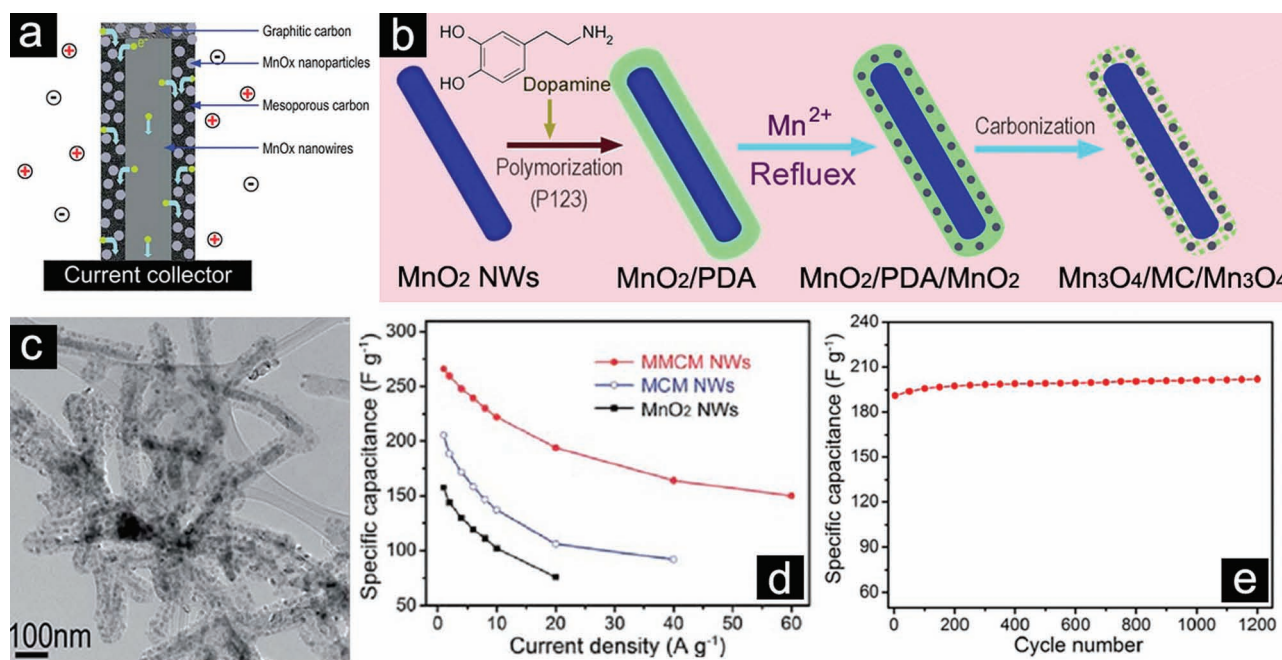 a
Graphitic carbon
e⁻
MnOx nanoparticles
Mesoporous carbon
MnOx nanowires
Current collector
b
HO
HO
NH₂
Dopamine
Polymorization
(P123)
Mn²⁺
Refluex
Carbonization
MnO₂ NWs
MnO₂/PDA
MnO₂/PDA/MnO₂
Mn₃O₄/MC/Mn₃O₄
c
100nm
Specific capacitance (F g⁻¹)
300
250
200
150
100
50
MMCM NWs
MCM NWs
MnO₂ NWs
d
0
10
20
30
40
50
60
Current density (A g⁻¹)
Specific capacitance (F g⁻¹)
240
210
180
150
120
90
60
e
0
200
400
600
800
1000
1200
Cycle number